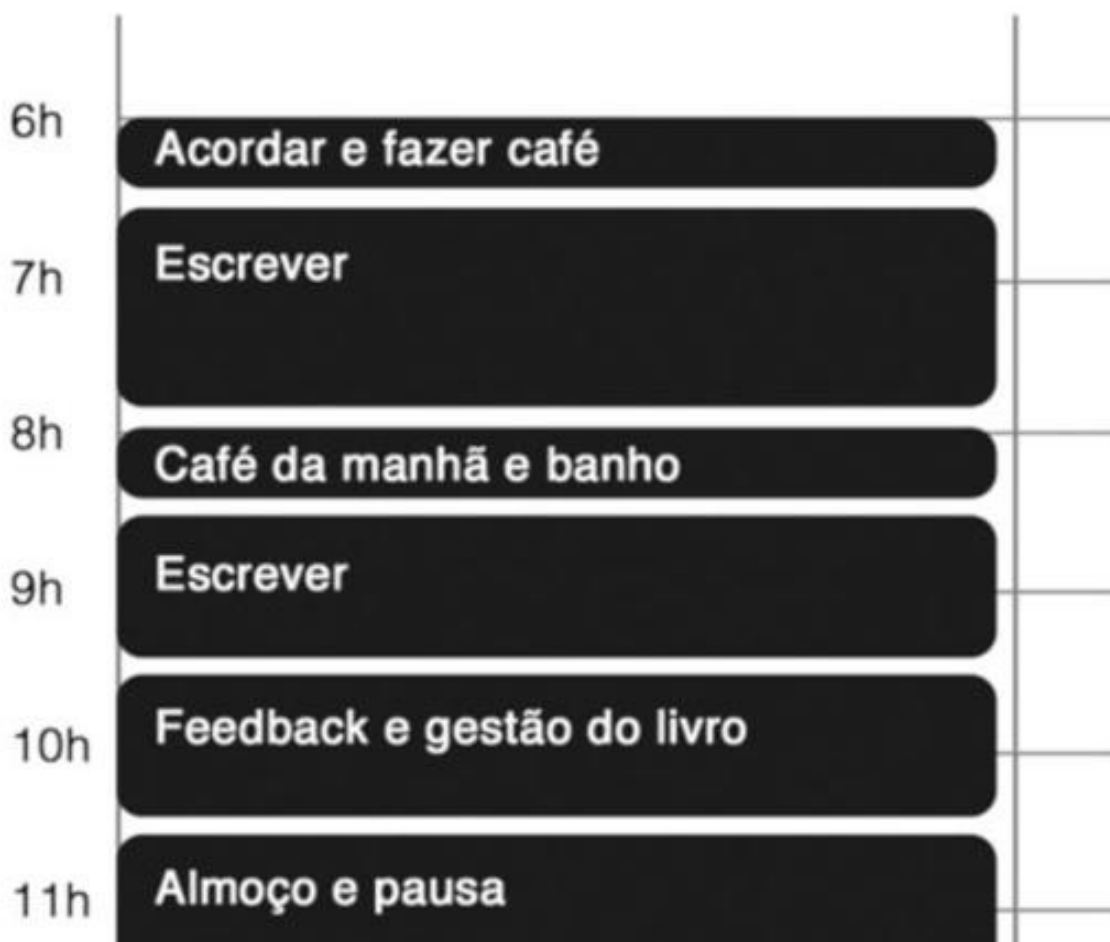 6h
Acordar e fazer café
Escrever
7h
8h
Café da manhã e banho
Escrever
9h
Feedback e gestão do livro
10h
Almoço e pausa
11h